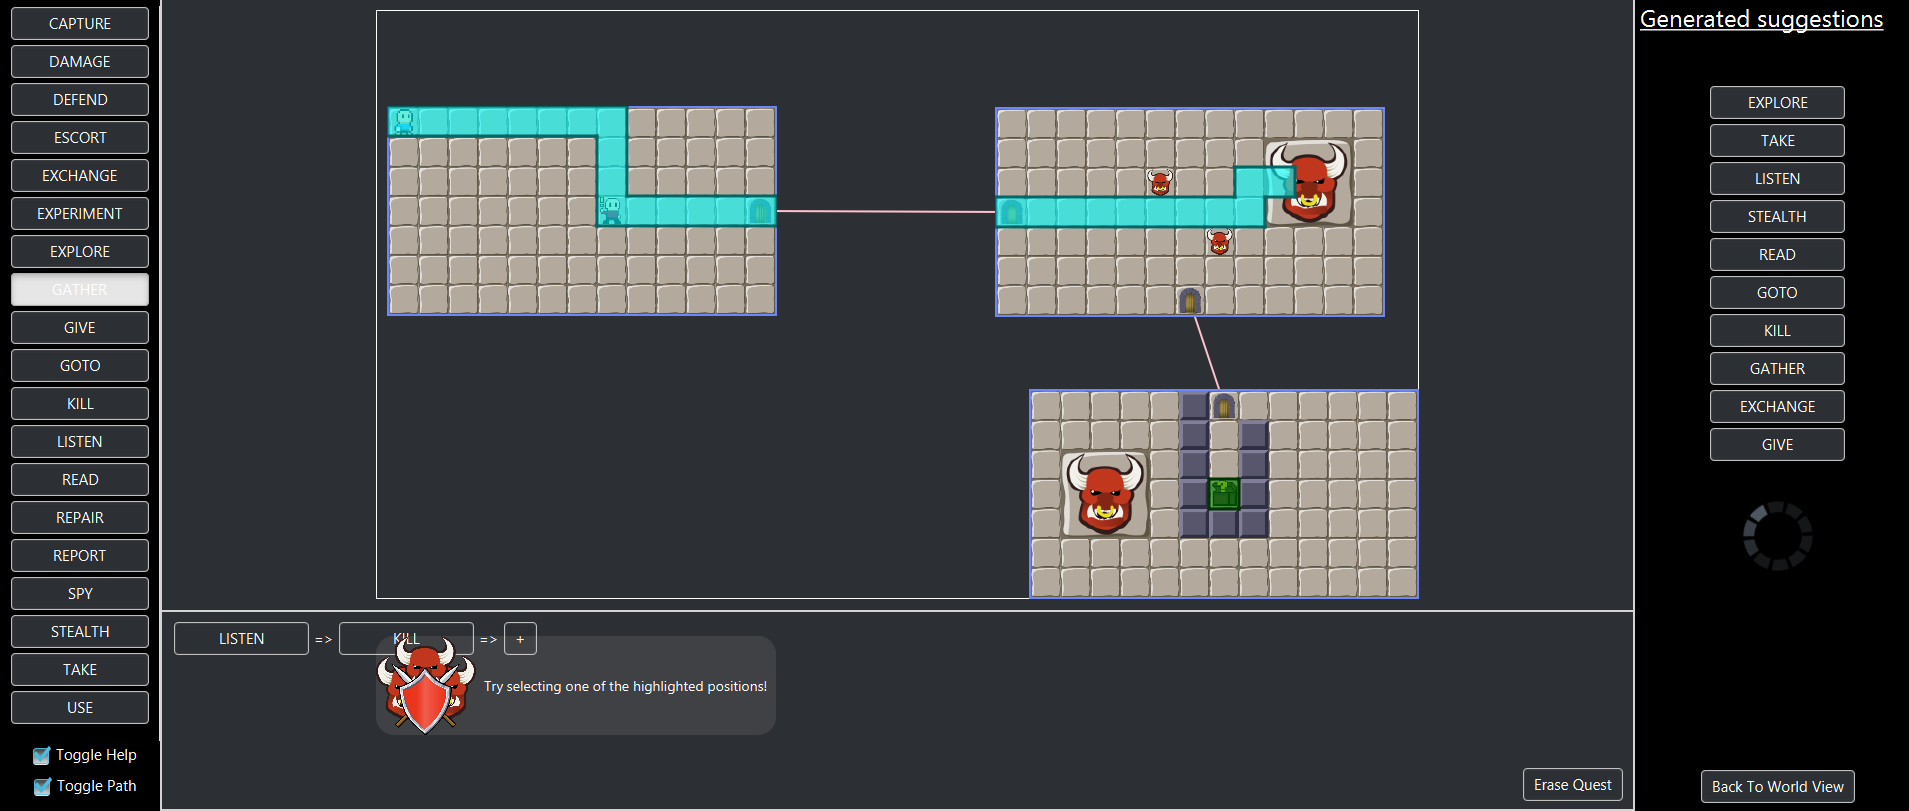 CAPTURE
DAMAGE
DEFEND
ESCORT
EXCHANGE
EXPERIMENT
EXPLORE
GATHER
GIVE
GOTO
KILL
LISTEN
READ
REPAIR
REPORT
SPY
STEALTH
TAKE
USE
Toggle Help
Toggle Path
LISTEN => KILL => +
Try selecting one of the highlighted positions!
Erase Quest
Generated suggestions
EXPLORE
TAKE
LISTEN
STEALTH
READ
GOTO
KILL
GATHER
EXCHANGE
GIVE
Back To World View